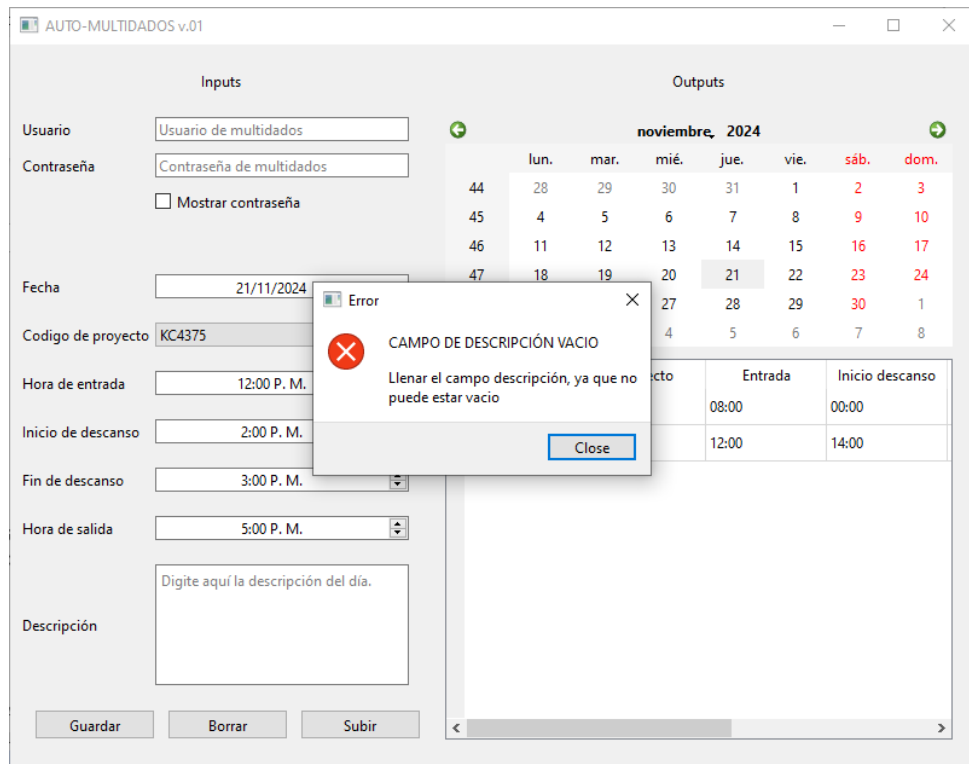 AUTO-MULTIDADOS v.01
Inputs
Usuario
Usuario de multidados
Contraseña
Contraseña de multidados
Mostrar contraseña
Fecha
21/11/2024
Codigo de proyecto
KC4375
Hora de entrada
12:00 P. M.
Inicio de descanso
2:00 P. M.
Fin de descanso
3:00 P. M.
Hora de salida
5:00 P. M.
Descripción
Digite aquí la descripción del día.
Guardar Borrar Subir
Outputs
noviembre, 2024
lun. mar. mié. jue. vie. sáb. dom.
44 28 29 30 31 1 2 3
45 4 5 6 7 8 9 10
46 11 12 13 14 15 16 17
47 18 19 20 21 22 23 24
27 28 29 30 1
4 5 6 7 8
Entrada Inicio descanso
08:00 00:00
12:00 14:00
Error
CAMPO DE DESCRIPCIÓN VACIO
Llenar el campo descripción, ya que no
puede estar vacio
Close